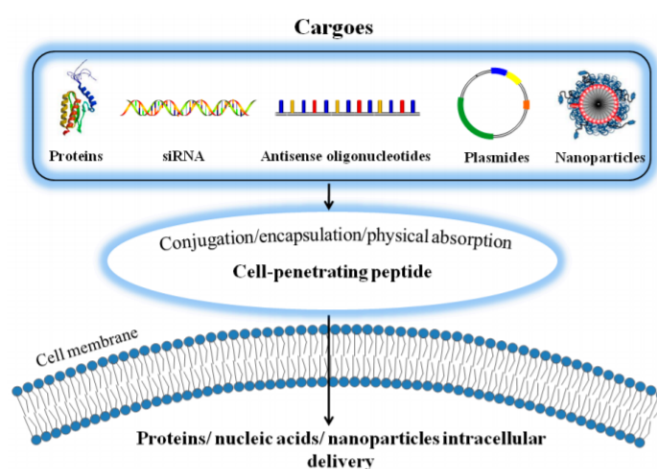 Cargoes
Proteins
siRNA
Antisense oligonucleotides
Plasmides
Nanoparticles
Conjugation/encapsulation/physical absorption
Cell-penetrating peptide
Cell membrane
Proteins/ nucleic acids/ nanoparticles intracellular
delivery